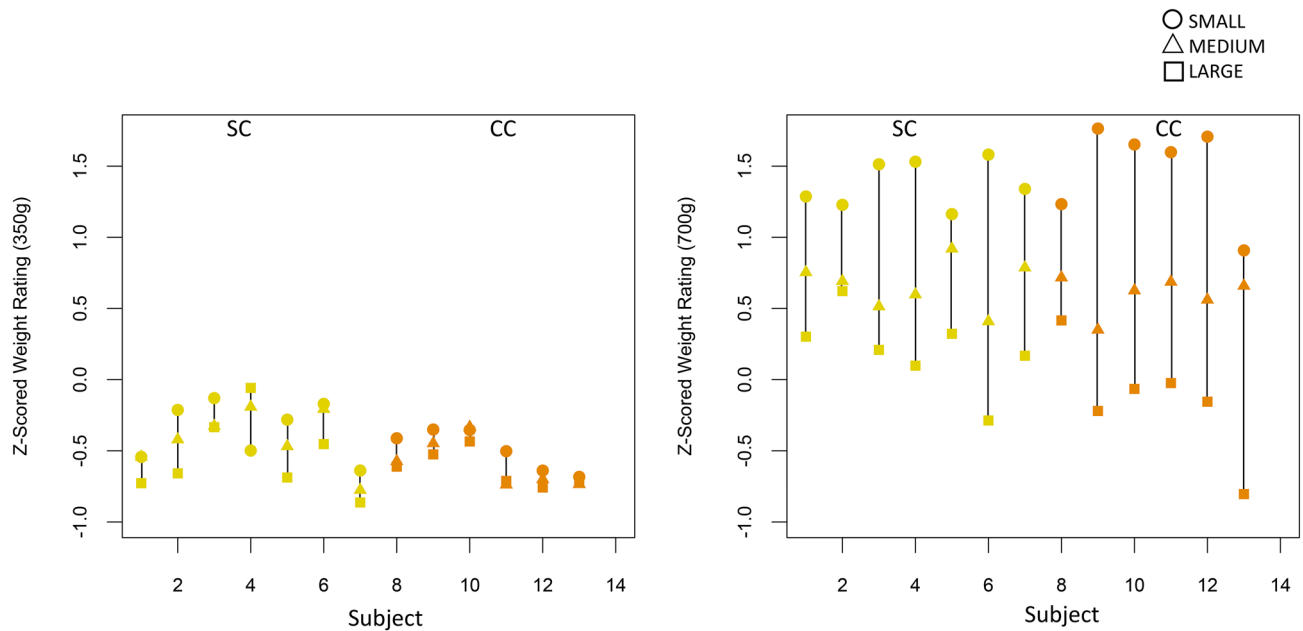 SMALL
MEDIUM
LARGE
SC CC
Z-Scored Weight Rating (350g)
1.5
1.0
0.5
0.0
-0.5
-1.0
2 4 6 8 10 12 14
Subject
SC CC
Z-Scored Weight Rating (700g)
1.5
1.0
0.5
0.0
-0.5
-1.0
2 4 6 8 10 12 14
Subject